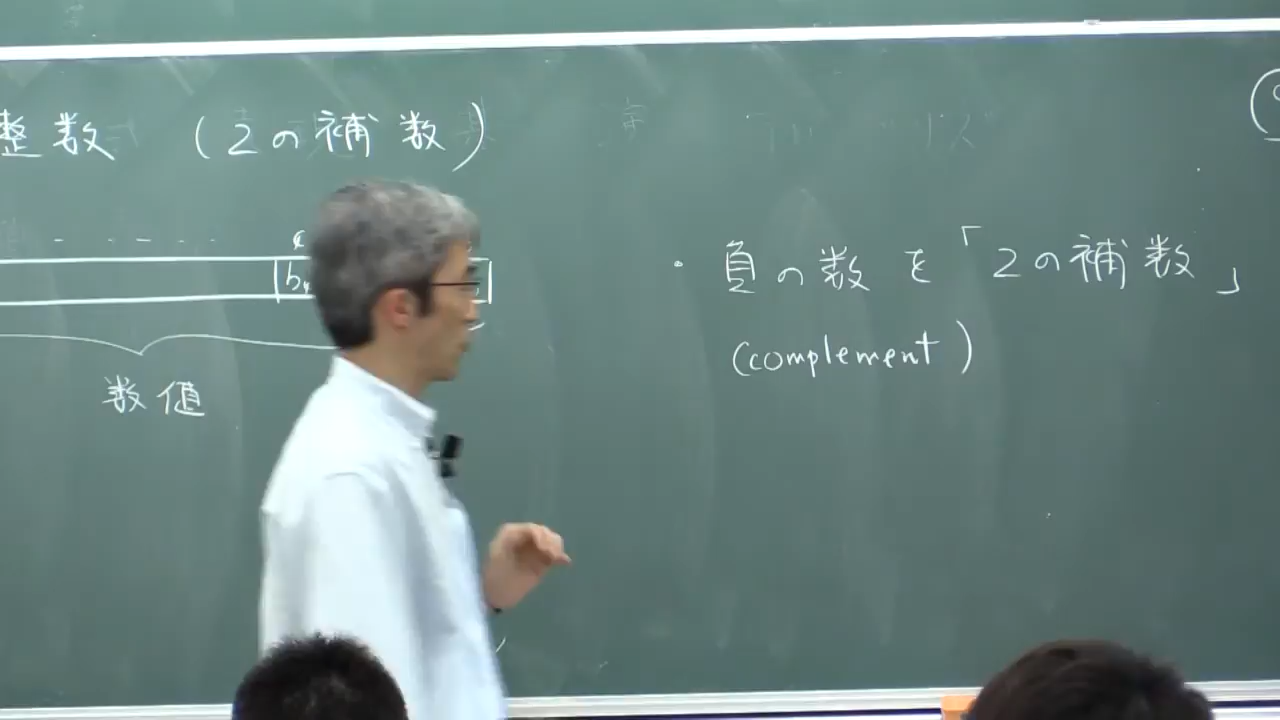 整数 (2の補数)
数値
・負の数を「2の補数」
(complement)